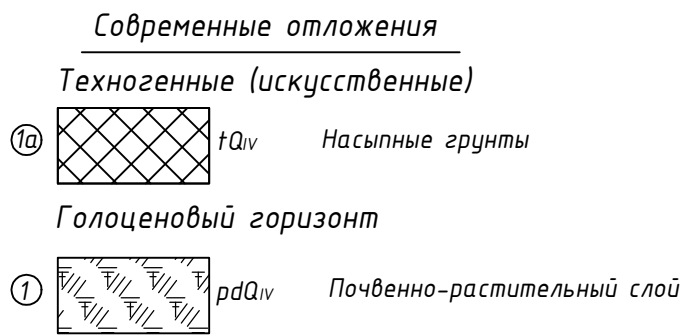 Современные отложения
Техногенные (искусственные)
1а tQIV Насыпные грунты
Голоценовый горизонт
1 pdQIV Почвенно-растительный слой